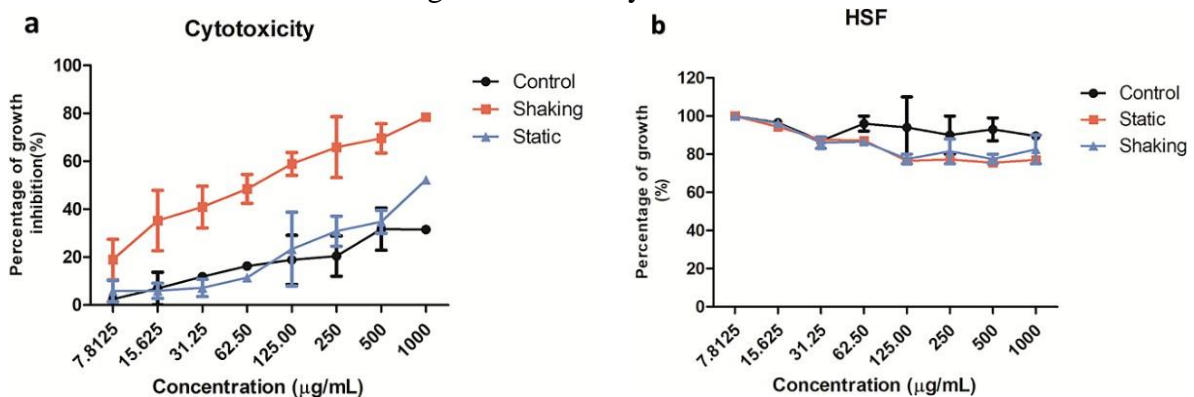 a
Cytotoxicity
Percentage of growth
inhibition(%)
100
80
60
40
20
0
7.8125
15.625
31.25
62.50
125.00
250
500
1000
Concentration (μg/mL)
Control
Shaking
Static
b
HSF
Percentage of growth
(%)
120
100
80
60
40
20
0
7.8125
15.625
31.25
62.50
125.00
250
500
1000
Concentration (μg/mL)
Control
Static
Shaking